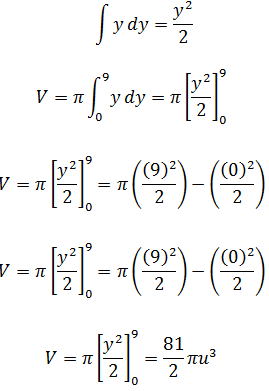 ∫ y dy = y²/2
V = π ∫₀⁹ y dy = π [y²/2]₀⁹
V = π [y²/2]₀⁹ = π ((9)²/2) − ((0)²/2)
V = π [y²/2]₀⁹ = π ((9)²/2) − ((0)²/2)
V = π [y²/2]₀⁹ = 81/2 πu³